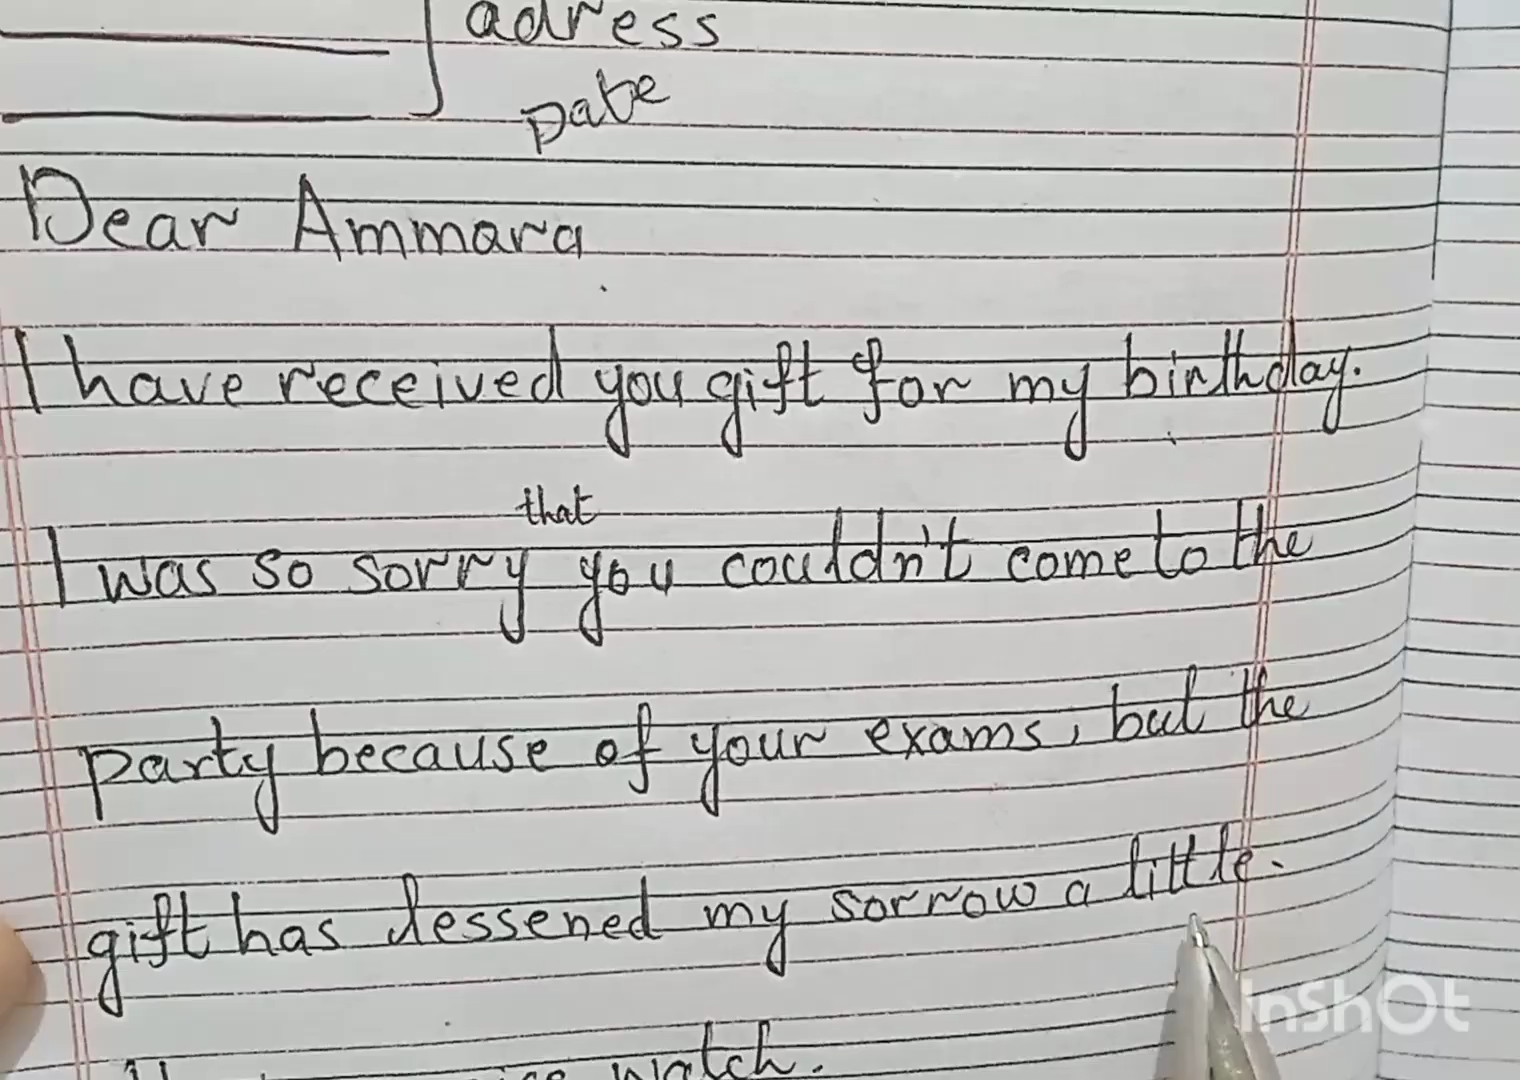 adress
Date
Dear Ammara
I have received you gift for my birthday.
that
I was so sorry you couldn't come to the
party because of your exams, but the
gift has lessened my sorrow a little.
watch.
InShOt